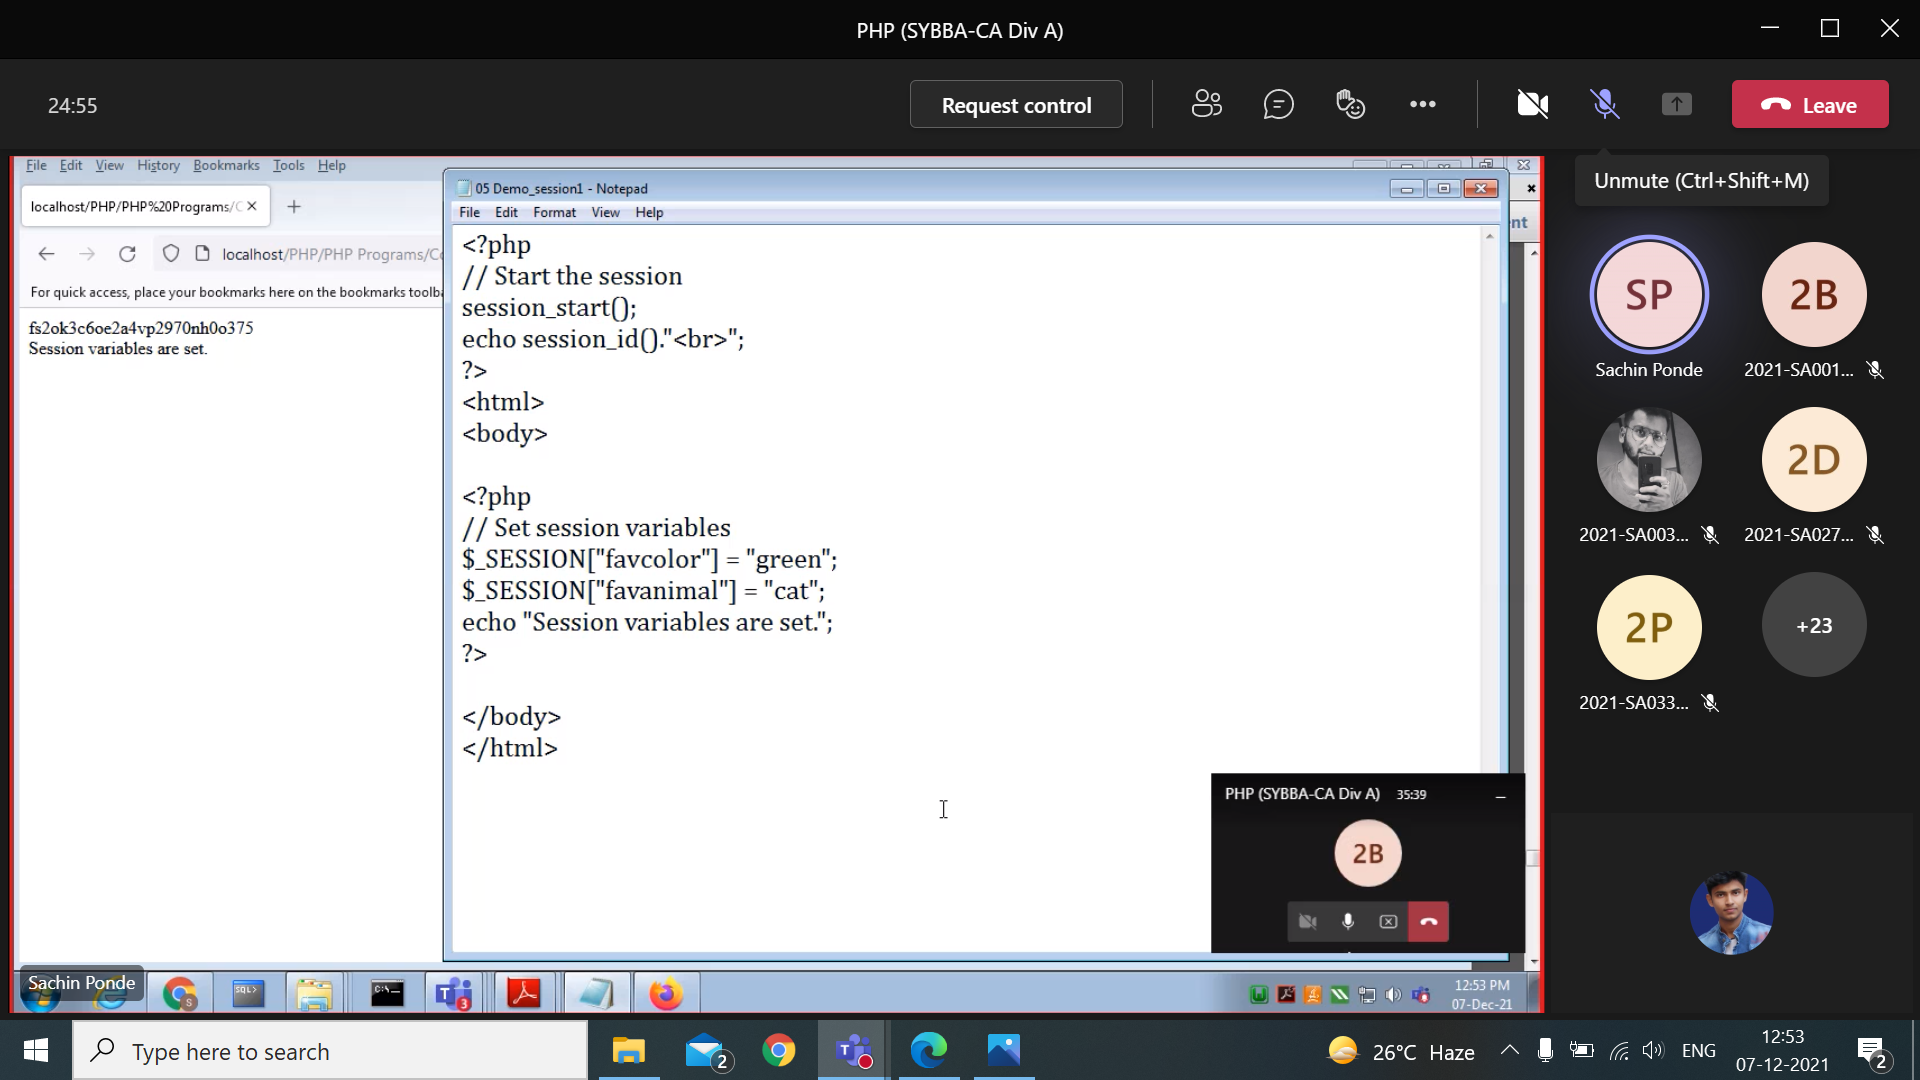 PHP (SYBBA-CA Div A)
24:55
Request control
Leave
Unmute (Ctrl+Shift+M)
File Edit View History Bookmarks Tools Help
localhost/PHP/PHP%20Programs/C
localhost/PHP/PHP Programs/Co
For quick access, place your bookmarks here on the bookmarks toolba
fs2ok3c6oe2a4vp2970nh0o375
Session variables are set.
05 Demo_session1 - Notepad
File Edit Format View Help
nt
<?php
// Start the session
session_start();
echo session_id()."<br>";
?>
<html>
<body>
<?php
// Set session variables
$_SESSION["favcolor"] = "green";
$_SESSION["favanimal"] = "cat";
echo "Session variables are set.";
?>
</body>
</html>
PHP (SYBBA-CA Div A) 35:39
2B
SP
Sachin Ponde
2B
2021-SA001...
2021-SA003...
2D
2021-SA027...
2P
2021-SA033...
+23
Sachin Ponde
S
SQL>
C:\
3
12:53 PM
07-Dec-21
Type here to search
2
26°C Haze
ENG
12:53
07-12-2021
2